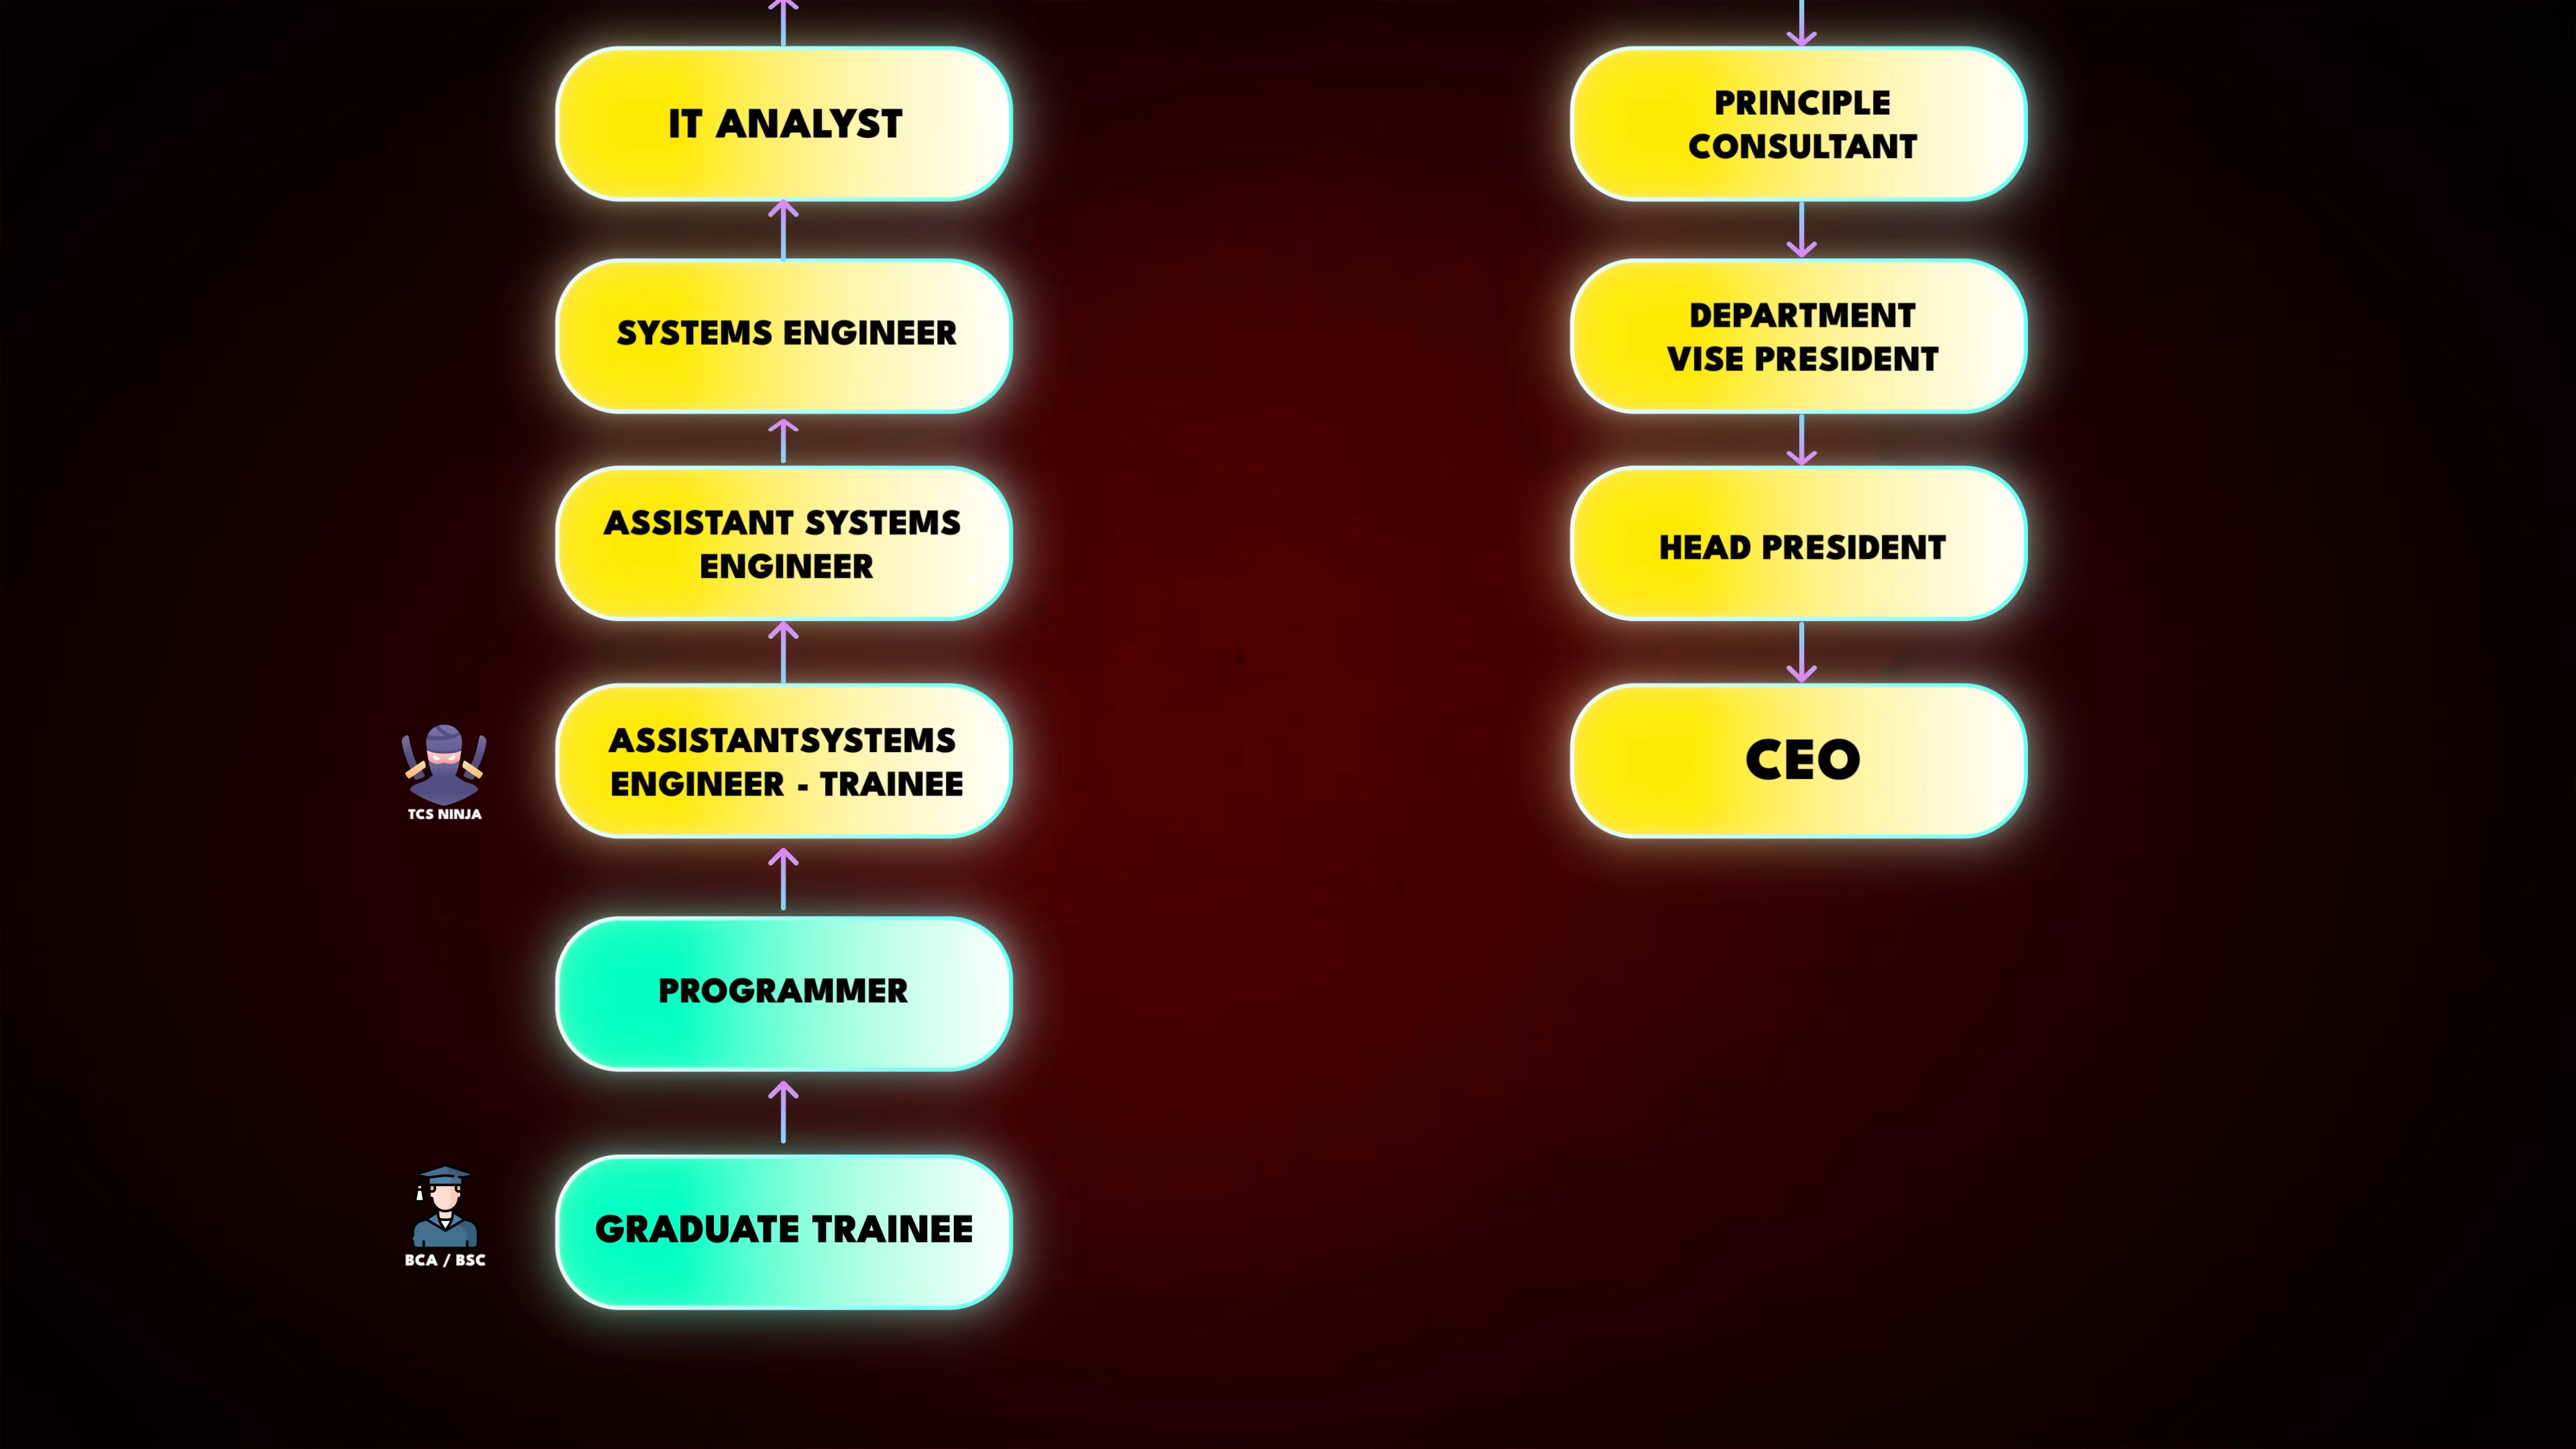 IT ANALYST
SYSTEMS ENGINEER
ASSISTANT SYSTEMS
ENGINEER
ASSISTANTSYSTEMS
ENGINEER - TRAINEE
TCS NINJA
PROGRAMMER
GRADUATE TRAINEE
BCA / BSC
PRINCIPLE
CONSULTANT
DEPARTMENT
VISE PRESIDENT
HEAD PRESIDENT
CEO